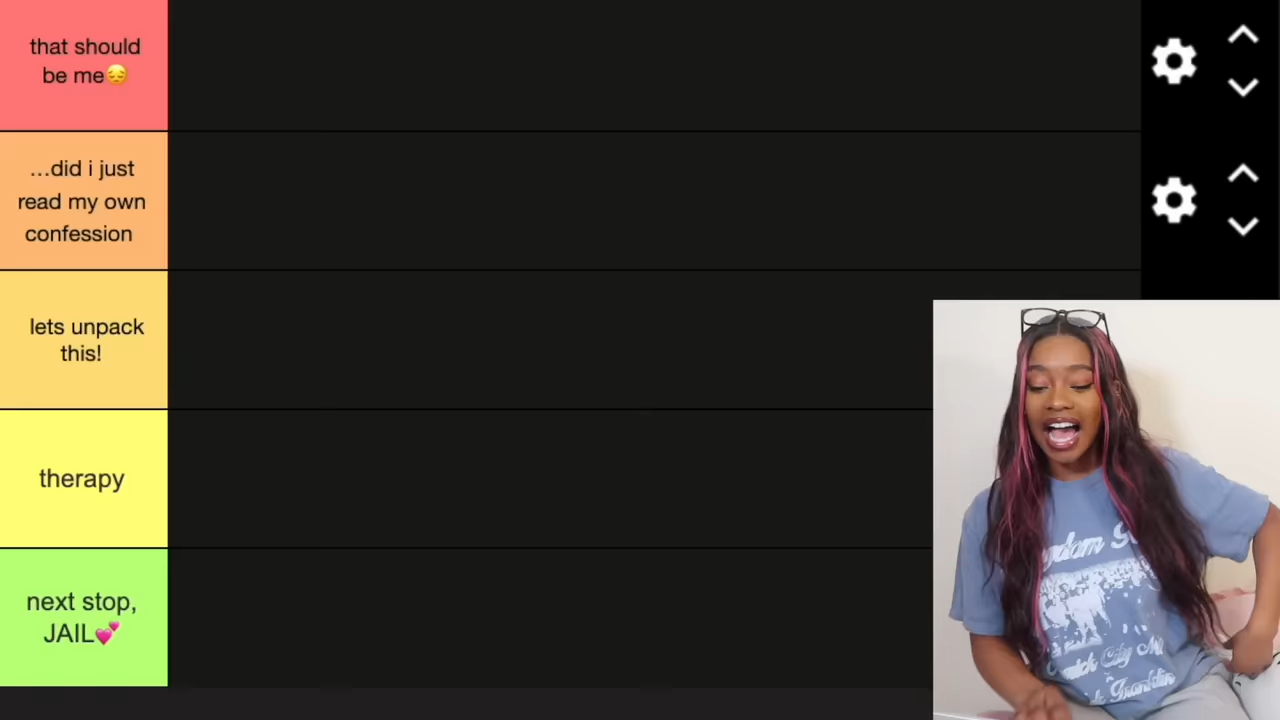 that should
be me😔
...did i just
read my own
confession
lets unpack
this!
therapy
next stop,
JAIL💕